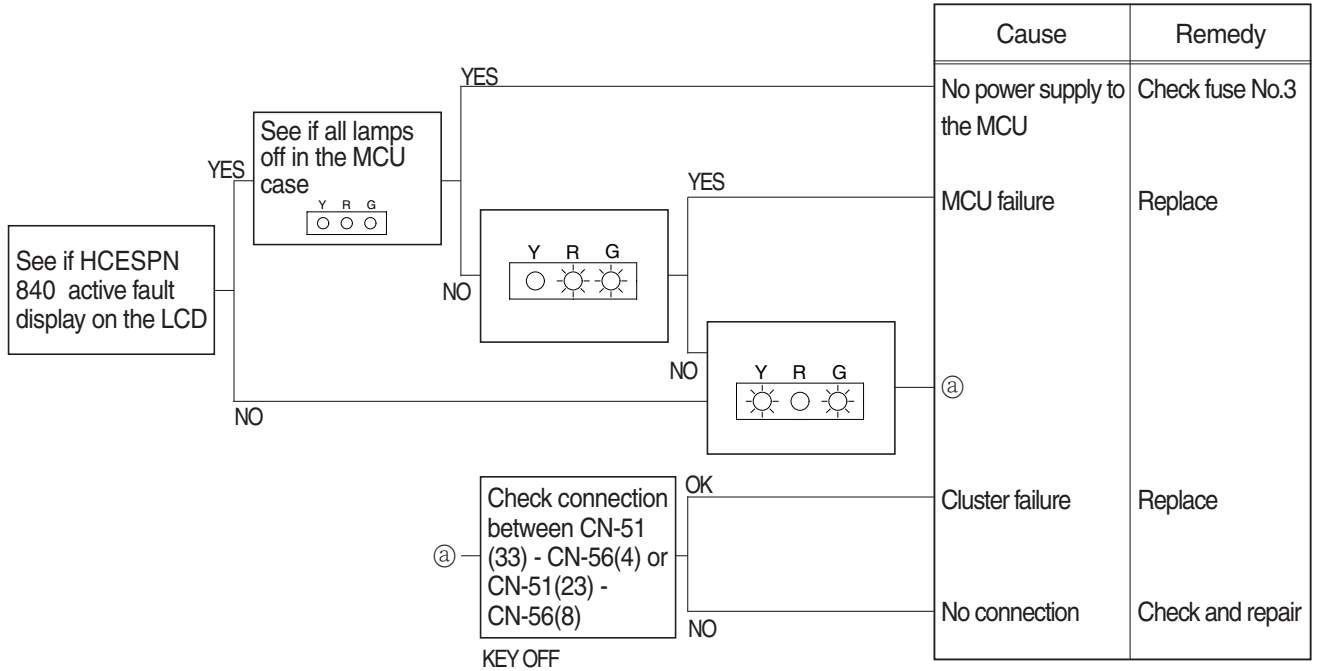 Cause
Remedy
YES
No power supply to
the MCU
Check fuse No.3
See if all lamps
off in the MCU
case
Y R G
YES
YES
MCU failure
Replace
See if HCESPN
840 active fault
display on the LCD
Y R G
NO
NO
Y R G
ⓐ
NO
Check connection
between CN-51
(33) - CN-56(4) or
CN-51(23) -
CN-56(8)
ⓐ
OK
Cluster failure
Replace
No connection
Check and repair
NO
KEY OFF